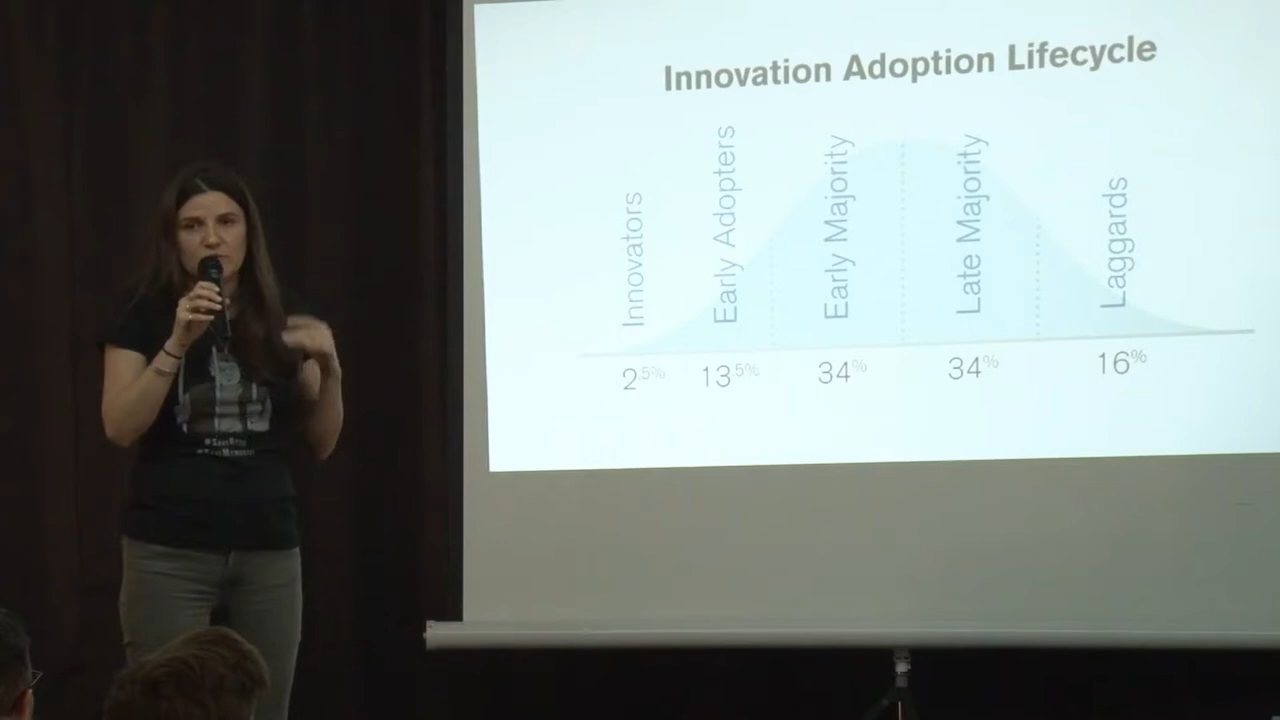 Innovation Adoption Lifecycle
Innovators
Early Adopters
Early Majority
Late Majority
Laggards
2.5%
13.5%
34%
34%
16%